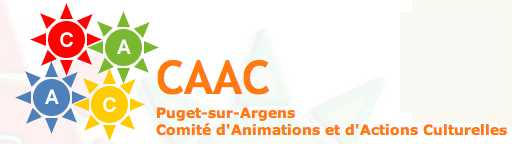 C A
A C
CAAC
Puget-sur-Argens
Comité d'Animations et d'Actions Culturelles